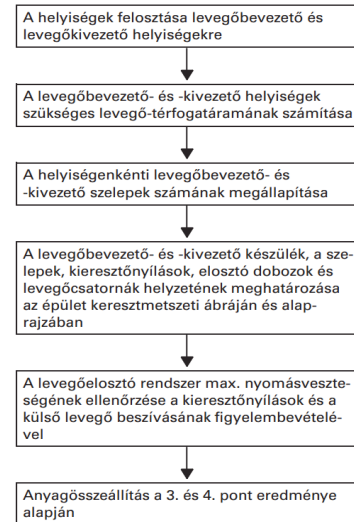 A helyiségek felosztása levegőbevezető és
levegőkivezető helyiségekre
A levegőbevezető- és -kivezető helyiségek
szükséges levegő-térfogatáramának számítása
A helyiségenkénti levegőbevezető- és
-kivezető szelepek számának megállapítása
A levegőbevezető- és -kivezető készülék, a sze-
lepek, kieresztőnyílások, elosztó dobozok és
levegőcsatornák helyzetének meghatározása
az épület keresztmetszeti ábráján és alap-
rajzában
A levegőelosztó rendszer max. nyomásveszte-
ségének ellenőrzése a kieresztőnyílások és a
külső levegő beszívásának figyelembevételé-
vel
Anyagösszeállítás a 3. és 4. pont eredménye
alapján